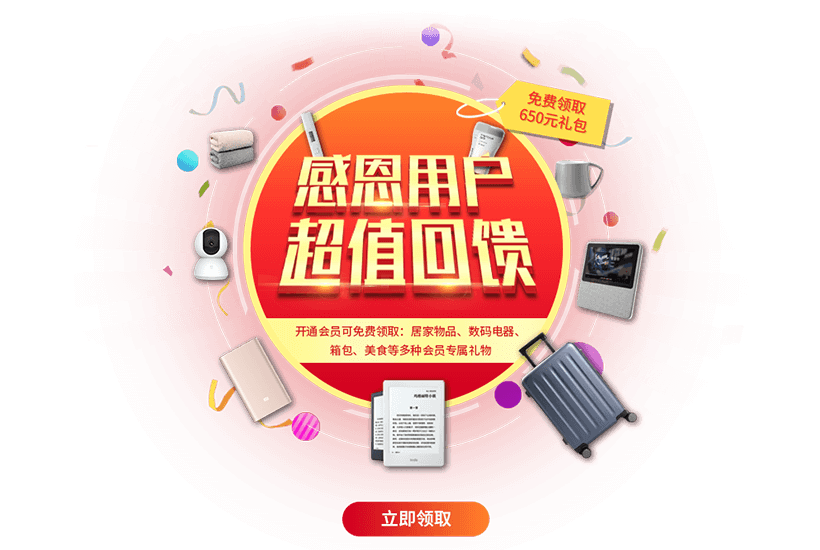 免费领取
650元礼包
感恩用户
超值回馈
开通会员可免费领取：居家物品、数码电器、
箱包、美食等多种会员专属礼物
立即领取